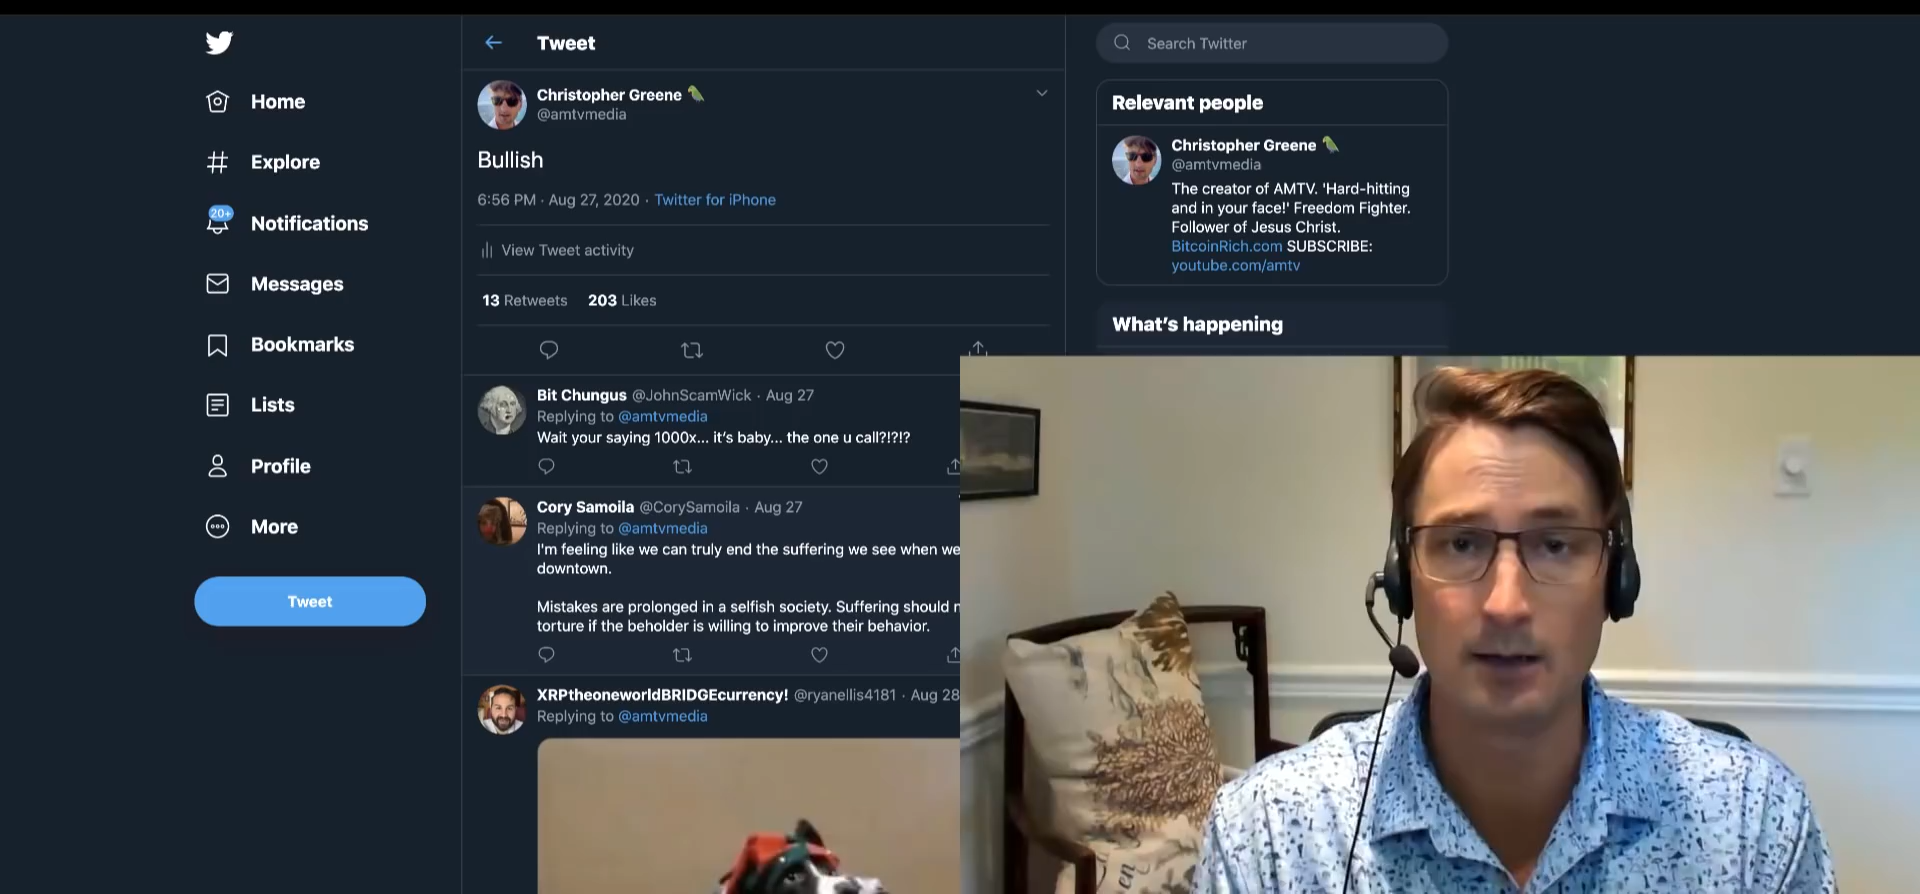 20+
Home
Explore
Notifications
Messages
Bookmarks
Lists
Profile
More
Tweet
Tweet
Christopher Greene
@amtvmedia
Bullish
6:56 PM · Aug 27, 2020 · Twitter for iPhone
View Tweet activity
13 Retweets 203 Likes
Bit Chungus @JohnScamWick · Aug 27
Replying to @amtvmedia
Wait your saying 1000x... it's baby... the one u call?!?!?
Cory Samoila @CorySamoila · Aug 27
Replying to @amtvmedia
I'm feeling like we can truly end the suffering we see when we
downtown.
Mistakes are prolonged in a selfish society. Suffering should
torture if the beholder is willing to improve their behavior.
XRPtheoneworldBRIDGEcurrency! @ryanellis4181 · Aug 28
Replying to @amtvmedia
Search Twitter
Relevant people
Christopher Greene
@amtvmedia
The creator of AMTV. 'Hard-hitting
and in your face!' Freedom Fighter.
Follower of Jesus Christ.
BitcoinRich.com SUBSCRIBE:
youtube.com/amtv
What's happening